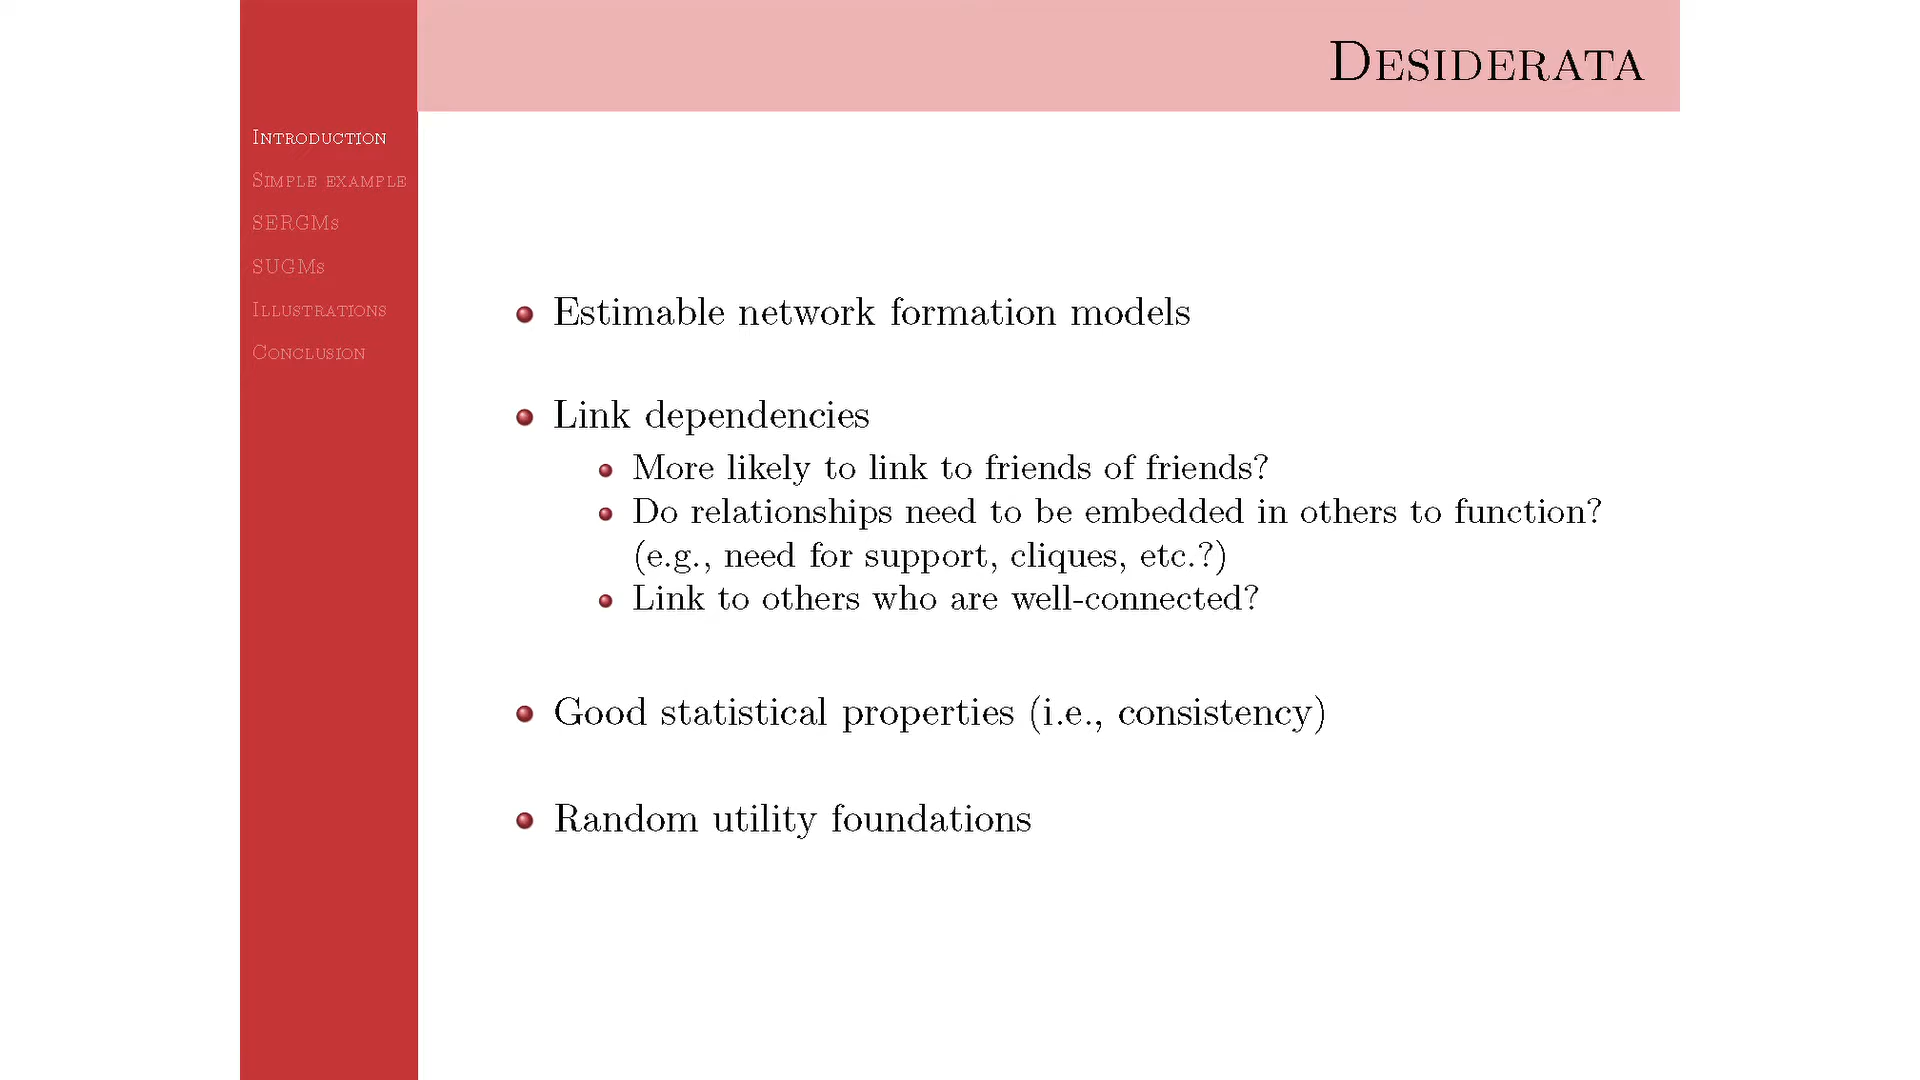 Desiderata
Introduction
Simple example
SERGMs
SUGMs
Illustrations
Conclusion
Estimable network formation models
Link dependencies
More likely to link to friends of friends?
Do relationships need to be embedded in others to function?
(e.g., need for support, cliques, etc.?)
Link to others who are well-connected?
Good statistical properties (i.e., consistency)
Random utility foundations